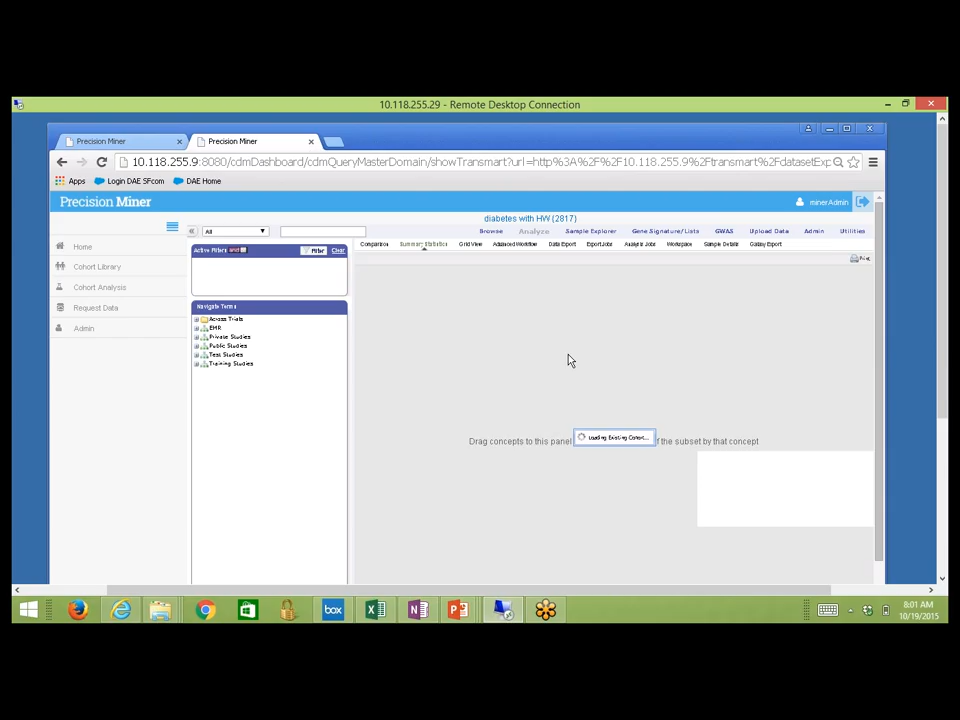 10.118.255.29 - Remote Desktop Connection
Precision Miner
Precision Miner
10.118.255.9:8080/cdmDashboard/cdmQueryMasterDomain/showTransmart?url=http%3A%2F%2F10.118.255.9%2Ftransmart%2FdatasetExp
Apps Login DAE SFcom DAE Home
Precision Miner minerAdmin
diabetes with HW (2817)
All
Browse Analyze Sample Explorer Gene Signature/Lists GWAS Upload Data Admin Utilities
Comparison Summary Statistics Grid View Advanced Workflow Data Export Export Jobs Analysis Jobs Workspace Sample Details Galaxy Export
Active Filters and Filter Clear
Print
Home
Cohort Library
Cohort Analysis
Request Data
Admin
Navigate Terms
Across Trials
EMR
Private Studies
Public Studies
Test Studies
Training Studies
Drag concepts to this panel
Loading Existing Cohort...
f the subset by that concept
box
8:01 AM
10/19/2015